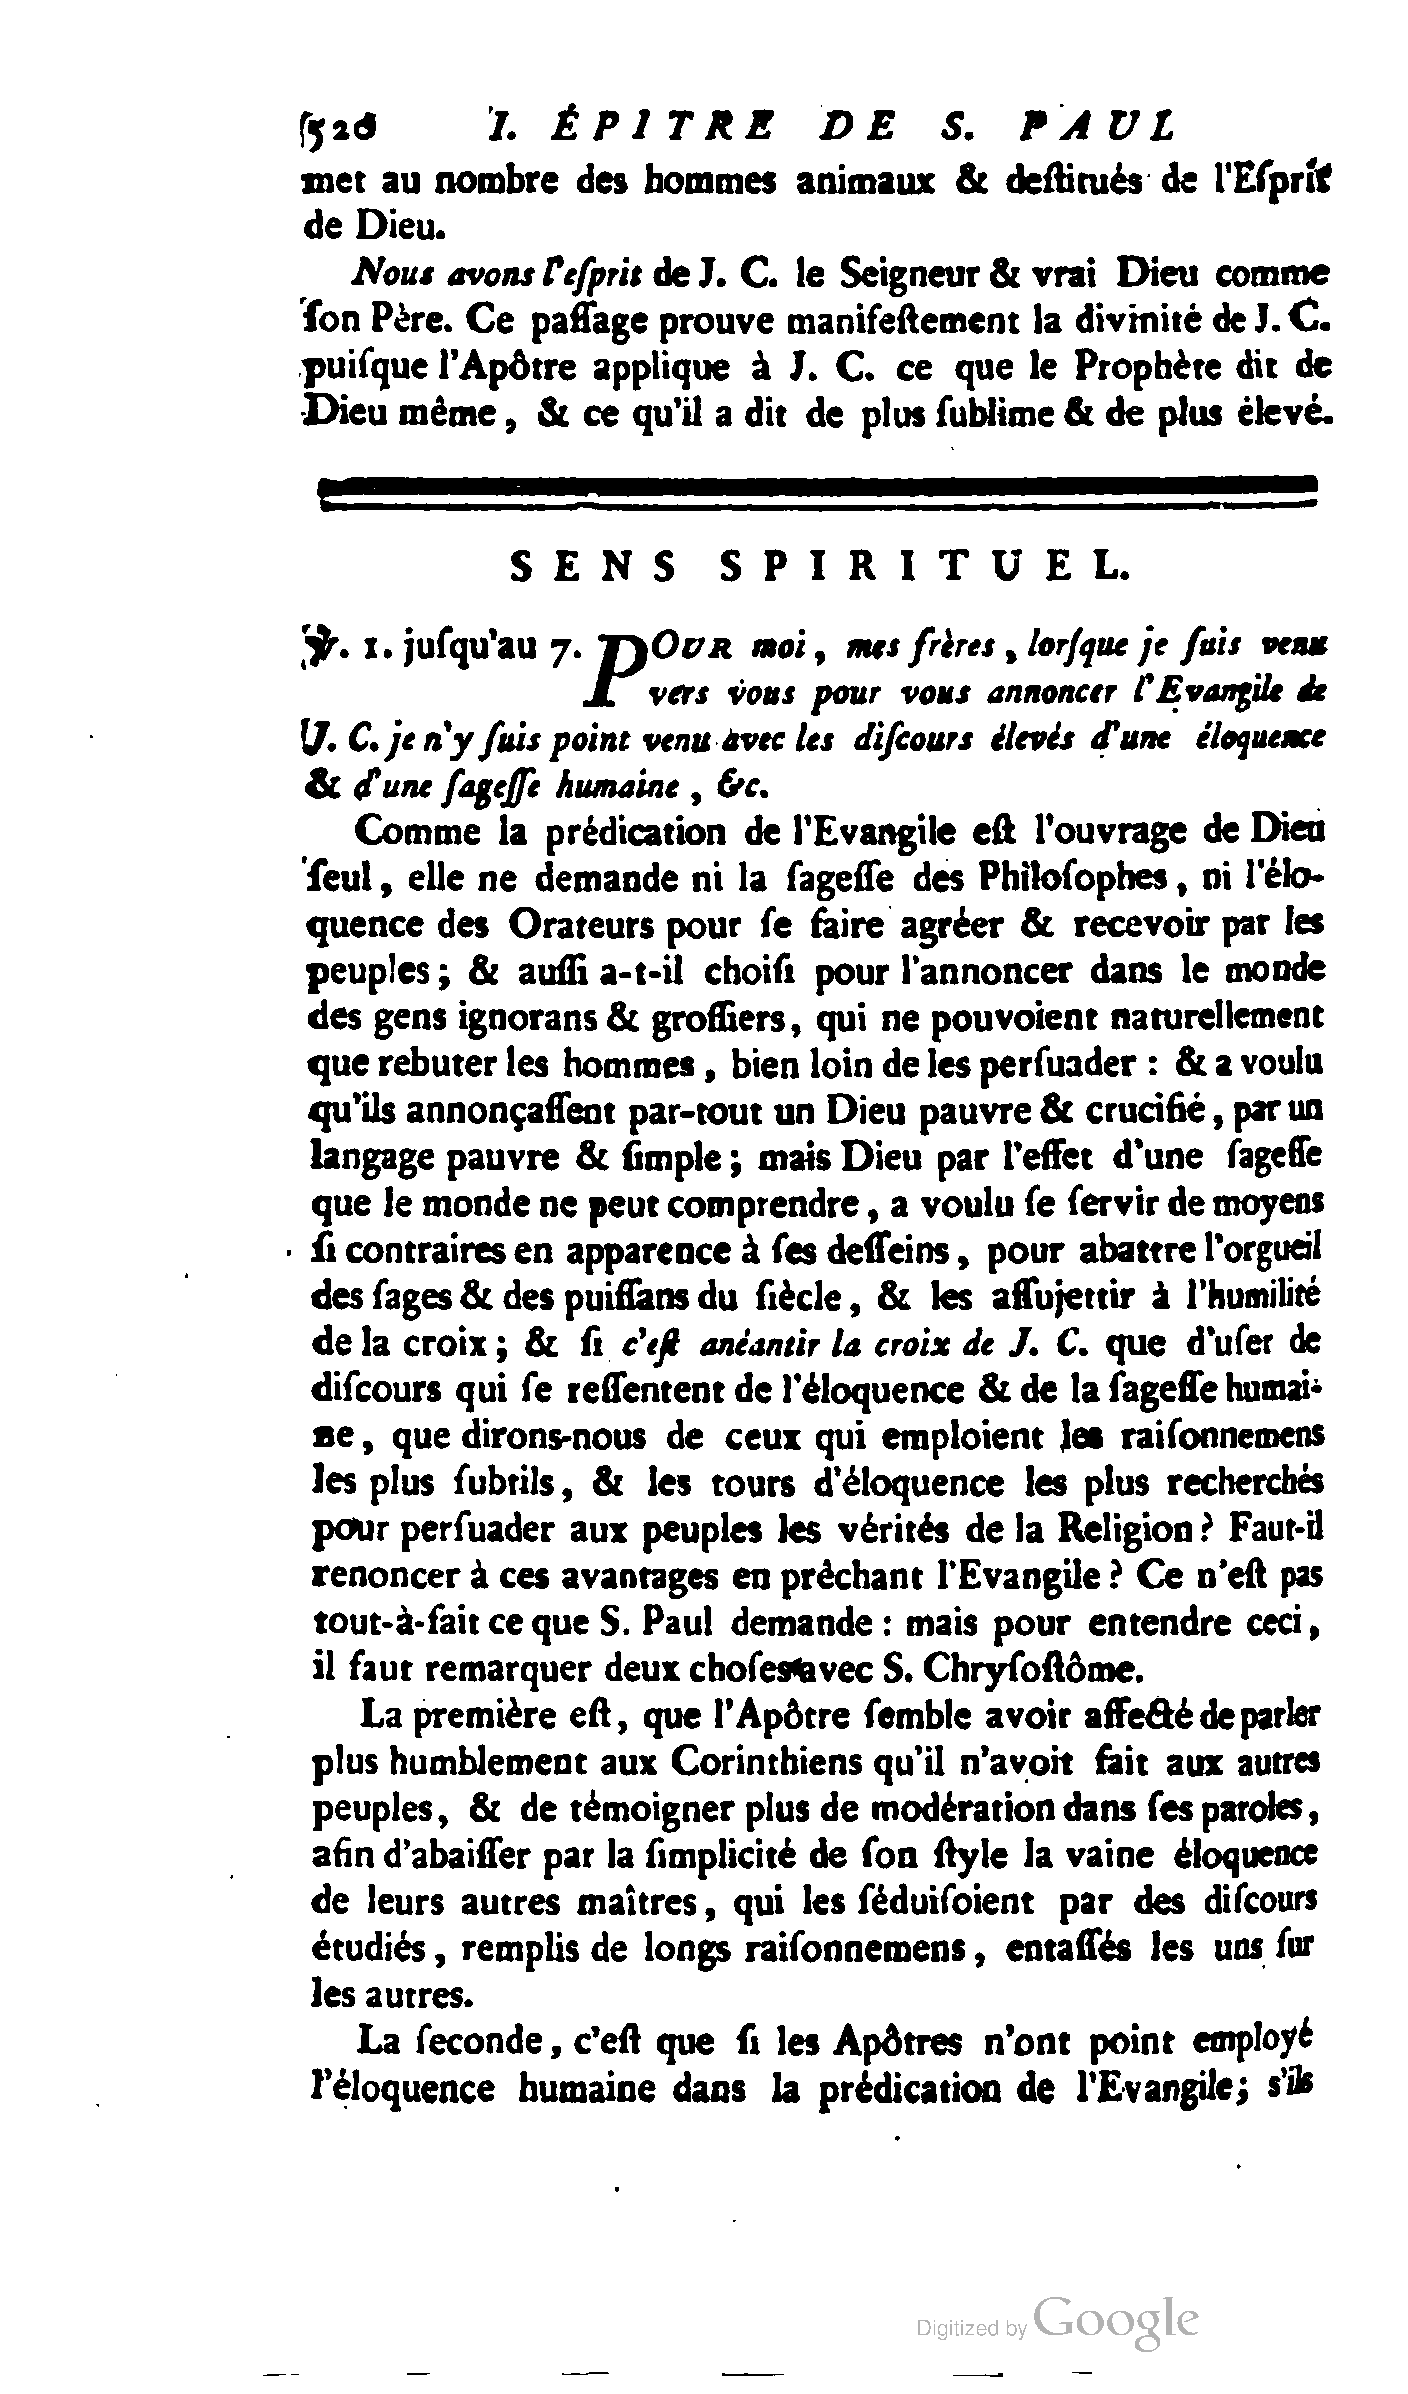 526 I. ÉPITRE DE S. PAUL
met au nombre des hommes animaux & deſtitués de l'Eſprit
de Dieu.
Nous avons l'eſprit de J. C. le Seigneur & vrai Dieu comme
ſon Père. Ce paſſage prouve manifeſtement la divinité de J. C.
puiſque l'Apôtre applique à J. C. ce que le Prophète dit de
Dieu même, & ce qu'il a dit de plus ſublime & de plus élevé.
SENS SPIRITUEL.
℣. 1. juſqu'au 7. POUR moi, mes frères, lorſque je ſuis venu
vers vous pour vous annoncer l'Evangile de
J. C. je n'y ſuis point venu avec les diſcours élevés d'une éloquence
& d'une ſageſſe humaine, &c.
Comme la prédication de l'Evangile eſt l'ouvrage de Dieu
ſeul, elle ne demande ni la ſageſſe des Philoſophes, ni l'élo-
quence des Orateurs pour ſe faire agréer & recevoir par les
peuples; & auſſi a-t-il choiſi pour l'annoncer dans le monde
des gens ignorans & groſſiers, qui ne pouvoient naturellement
que rebuter les hommes, bien loin de les perſuader : & a voulu
qu'ils annonçaſſent par-tout un Dieu pauvre & crucifié, par un
langage pauvre & ſimple; mais Dieu par l'effet d'une ſageſſe
que le monde ne peut comprendre, a voulu ſe ſervir de moyens
ſi contraires en apparence à ſes deſſeins, pour abattre l'orgueil
des ſages & des puiſſans du ſiècle, & les aſſujettir à l'humilité
de la croix; & ſi c'eſt anéantir la croix de J. C. que d'uſer de
diſcours qui ſe reſſentent de l'éloquence & de la ſageſſe humai-
ne, que dirons-nous de ceux qui emploient les raiſonnemens
les plus ſubtils, & les tours d'éloquence les plus recherchés
pour perſuader aux peuples les vérités de la Religion? Faut-il
renoncer à ces avantages en prêchant l'Evangile? Ce n'eſt pas
tout-à-fait ce que S. Paul demande : mais pour entendre ceci,
il faut remarquer deux choſes avec S. Chryſoſtôme.
La première eſt, que l'Apôtre ſemble avoir affecté de parler
plus humblement aux Corinthiens qu'il n'avoit fait aux autres
peuples, & de témoigner plus de modération dans ſes paroles,
afin d'abaiſſer par la ſimplicité de ſon ſtyle la vaine éloquence
de leurs autres maîtres, qui les ſéduiſoient par des diſcours
étudiés, remplis de longs raiſonnemens, entaſſés les uns ſur
les autres.
La ſeconde, c'eſt que ſi les Apôtres n'ont point employé
l'éloquence humaine dans la prédication de l'Evangile; s'ils
Digitized by Google